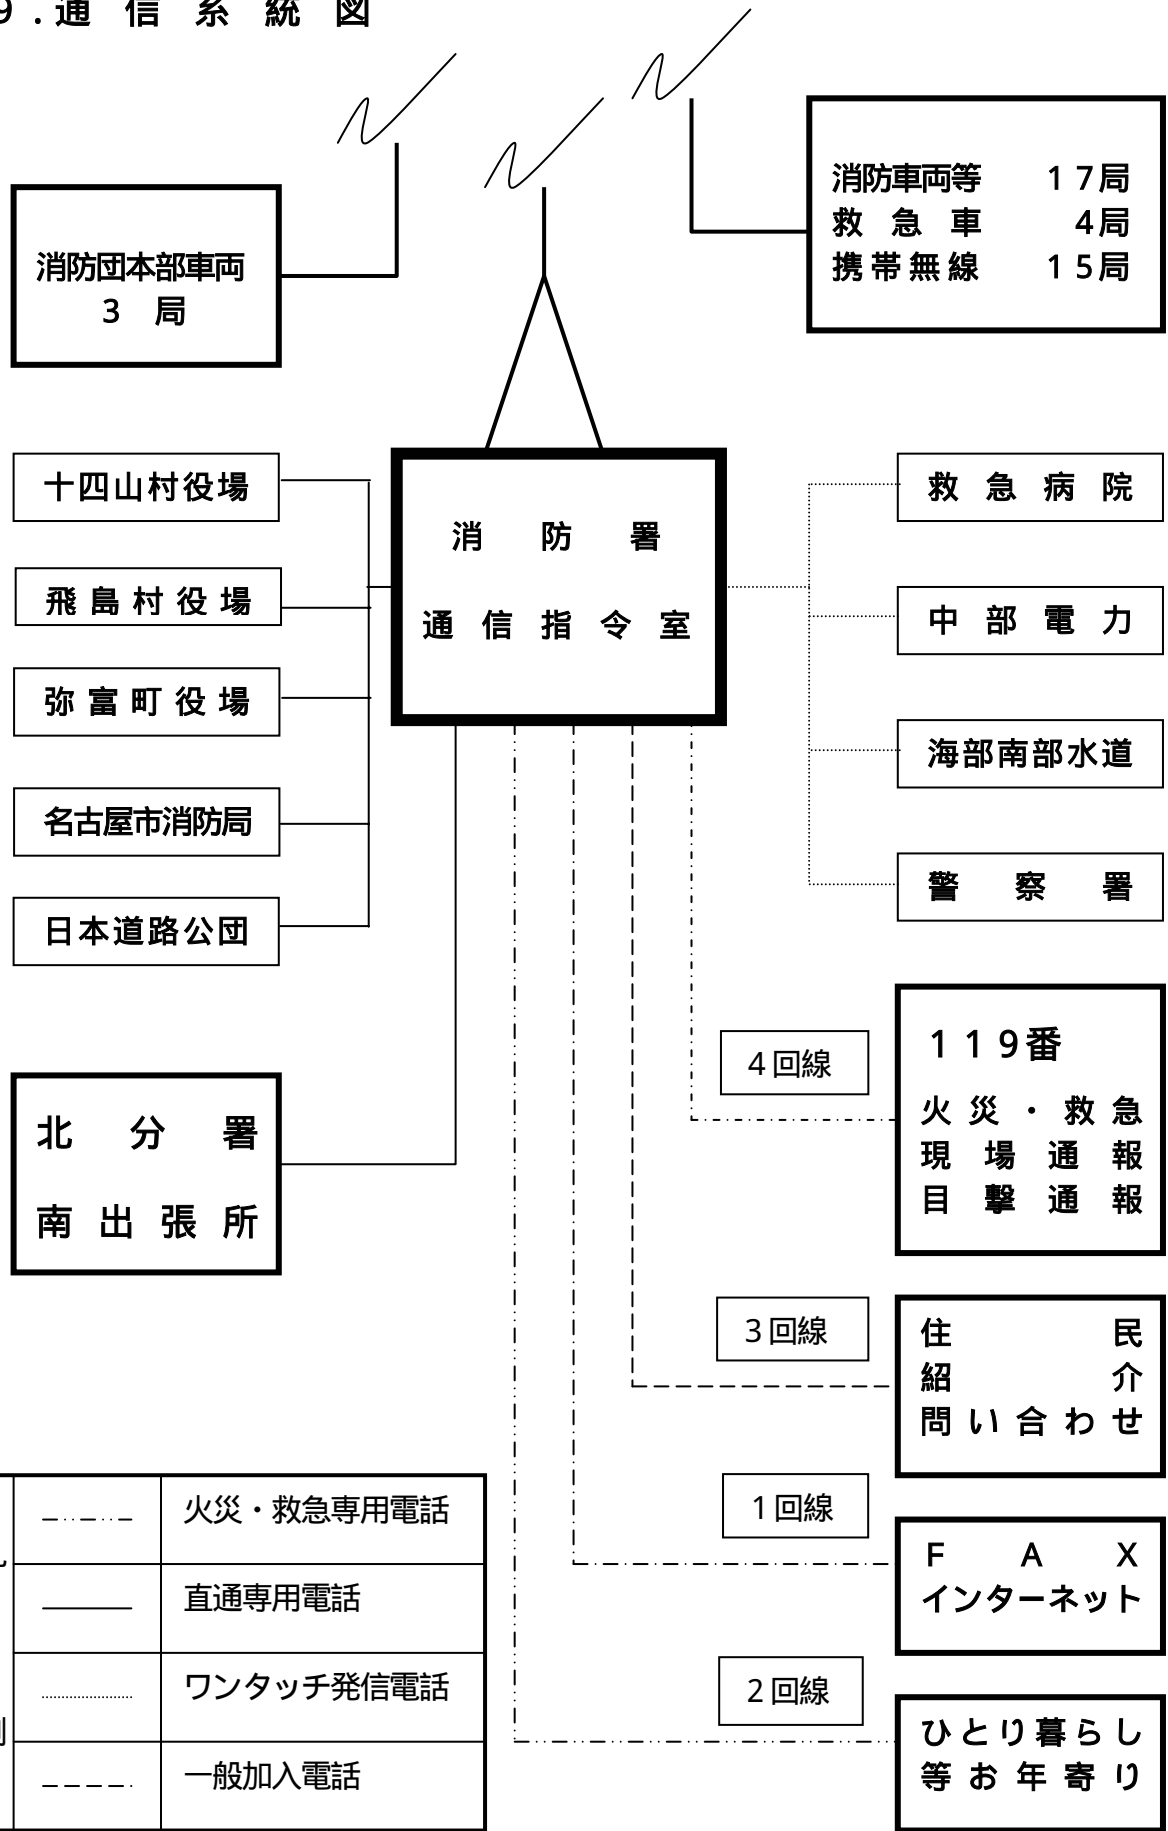 ９．通信系統図
消防車両等　１７局
救急車　４局
携帯無線　１５局
消防団本部車両
３　局
十四山村役場
飛島村役場
弥富町役場
名古屋市消防局
日本道路公団
消防署
通信指令室
救急病院
中部電力
海部南部水道
警察署
北分署
南出張所
４回線
１１９番
火災・救急
現場通報
目撃通報
３回線
住民
紹介
問い合わせ
１回線
ＦＡＸ
インターネット
２回線
ひとり暮らし
等お年寄り
火災・救急専用電話
直通専用電話
ワンタッチ発信電話
一般加入電話